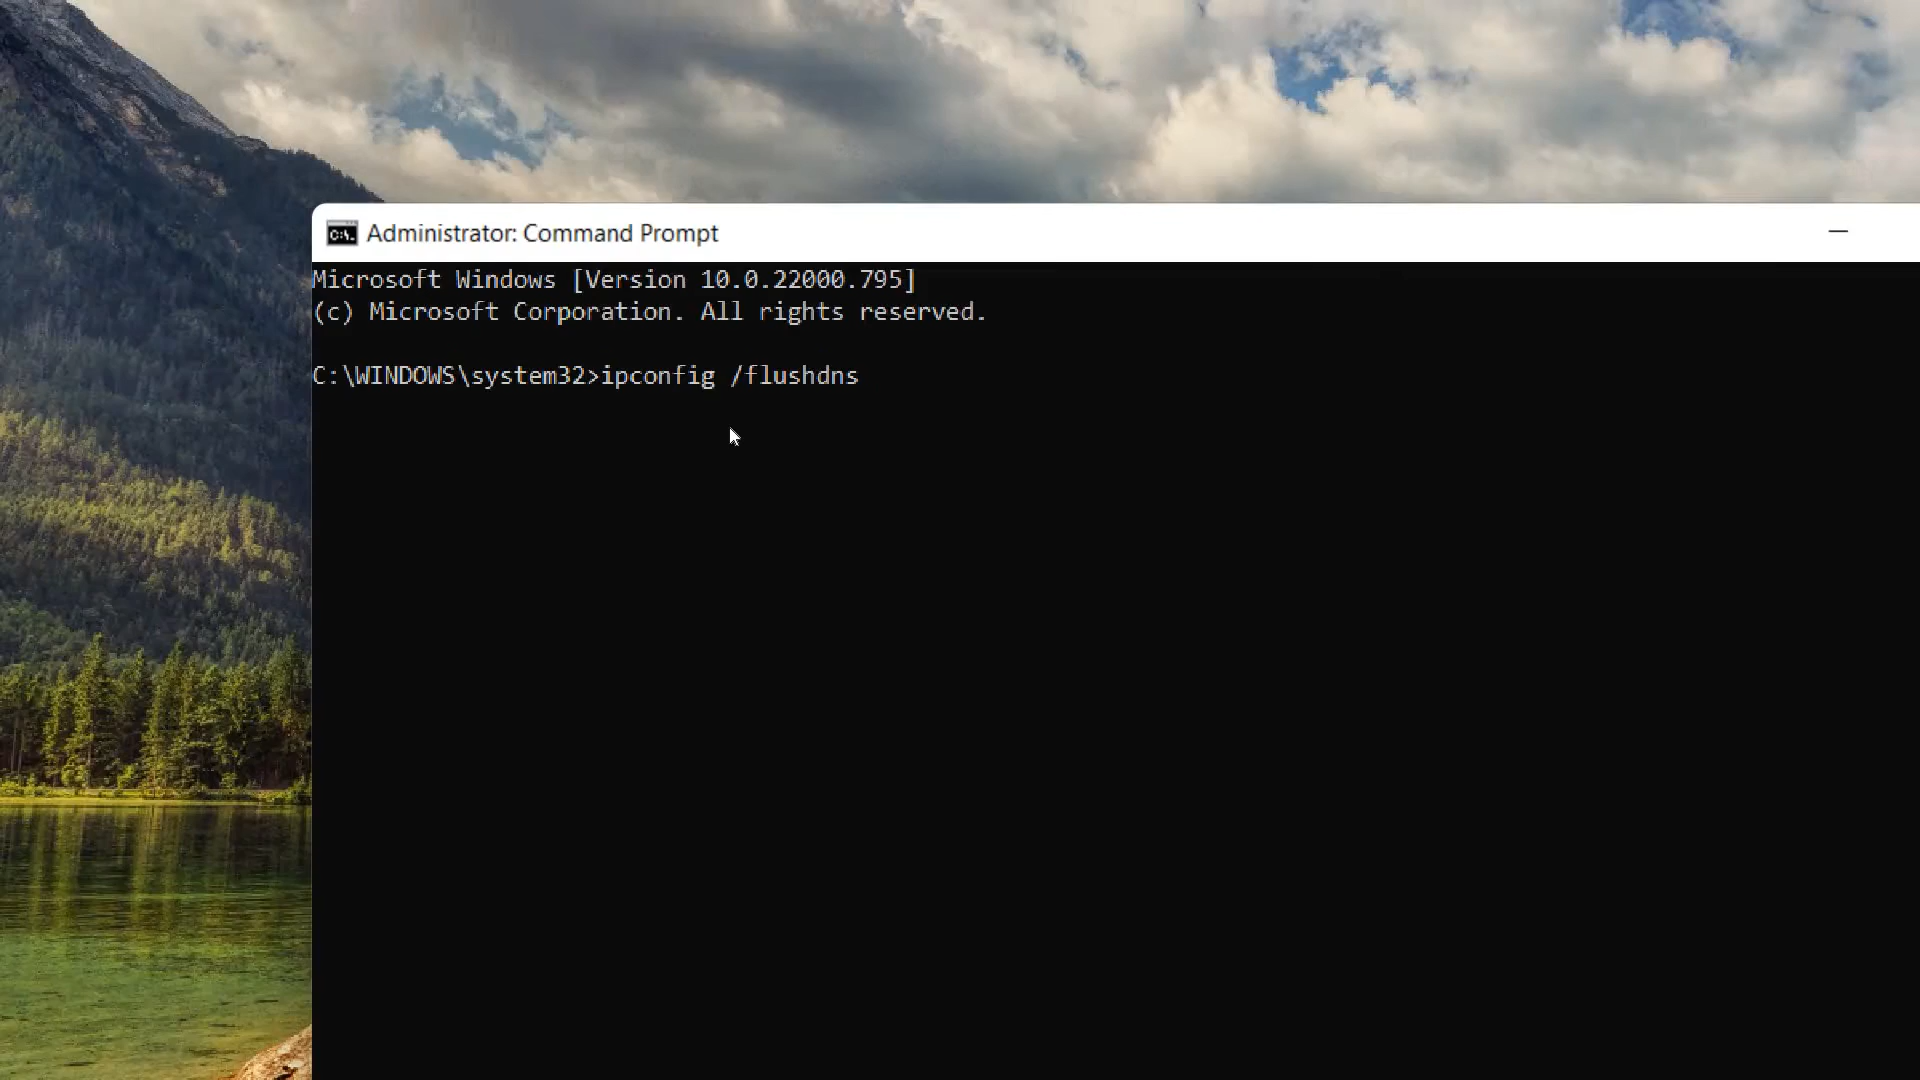 C:\.
Administrator: Command Prompt
Microsoft Windows [Version 10.0.22000.795]
(c) Microsoft Corporation. All rights reserved.
C:\WINDOWS\system32>ipconfig /flushdns